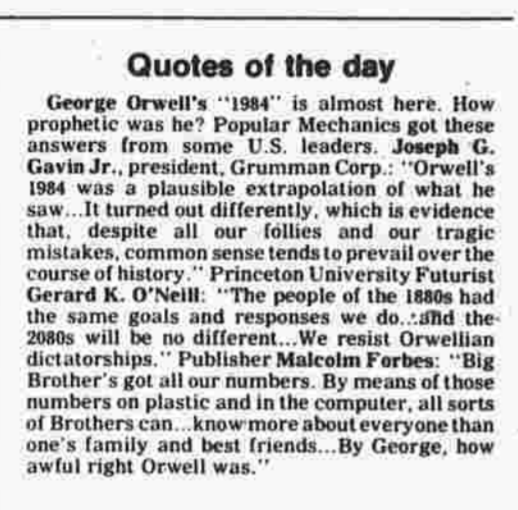 Quotes of the day
George Orwell's "1984" is almost here. How
prophetic was he? Popular Mechanics got these
answers from some U.S. leaders. Joseph G.
Gavin Jr., president, Grumman Corp.: "Orwell's
1984 was a plausible extrapolation of what he
saw...It turned out differently, which is evidence
that, despite all our follies and our tragic
mistakes, common sense tends to prevail over the
course of history." Princeton University Futurist
Gerard K. O'Neill: "The people of the 1880s had
the same goals and responses we do...and the
2080s will be no different...We resist Orwellian
dictatorships." Publisher Malcolm Forbes: "Big
Brother's got all our numbers. By means of those
numbers on plastic and in the computer, all sorts
of Brothers can...know more about everyone than
one's family and best friends...By George, how
awful right Orwell was."